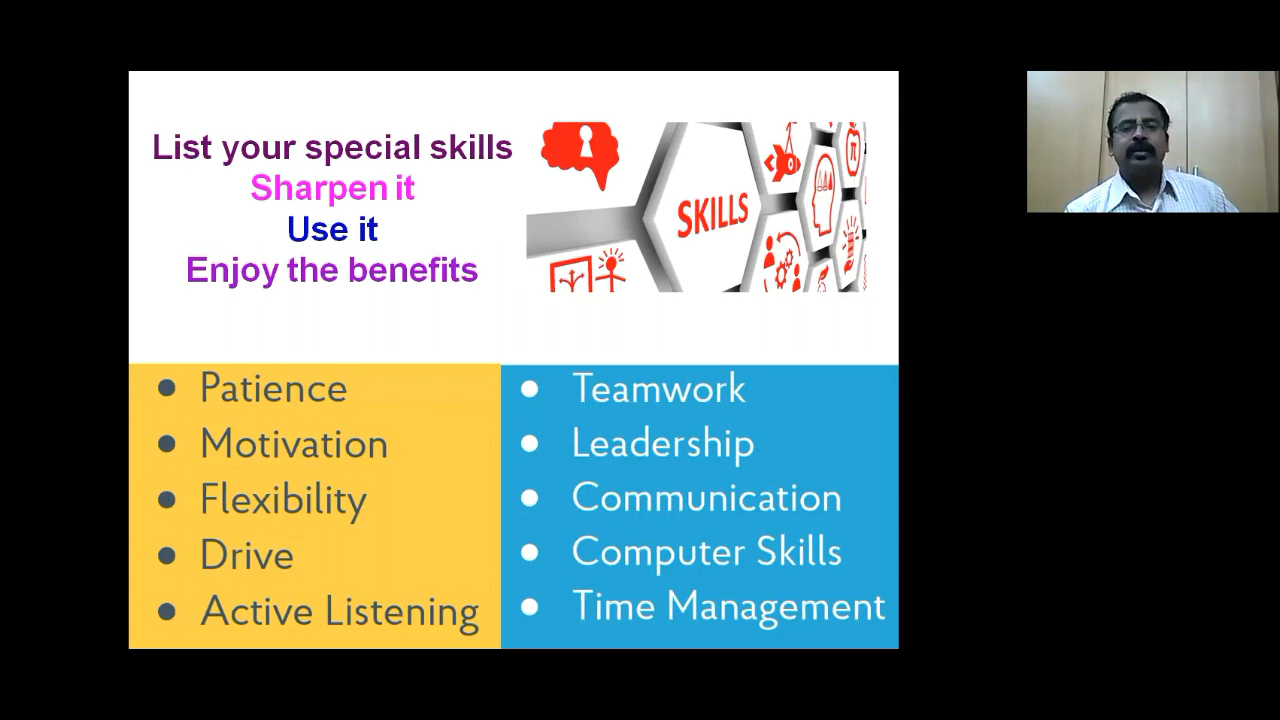 List your special skills
Sharpen it
Use it
Enjoy the benefits
SKILLS
π
Patience
Motivation
Flexibility
Drive
Active Listening
Teamwork
Leadership
Communication
Computer Skills
Time Management